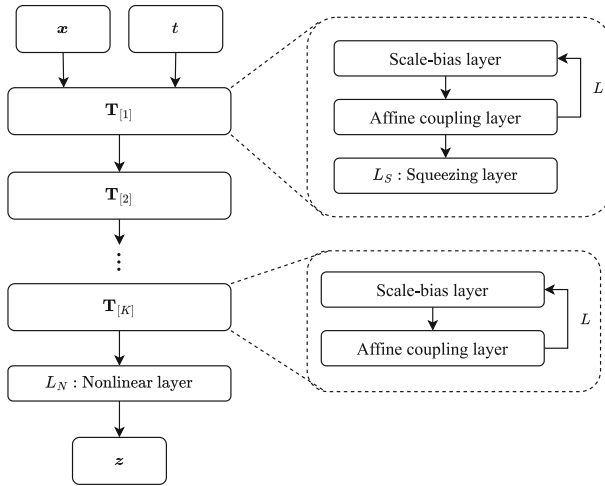 x
t
T[1]
T[2]
⋮
T[K]
L_N : Nonlinear layer
z
Scale-bias layer
Affine coupling layer
L
L_S : Squeezing layer
Scale-bias layer
Affine coupling layer
L